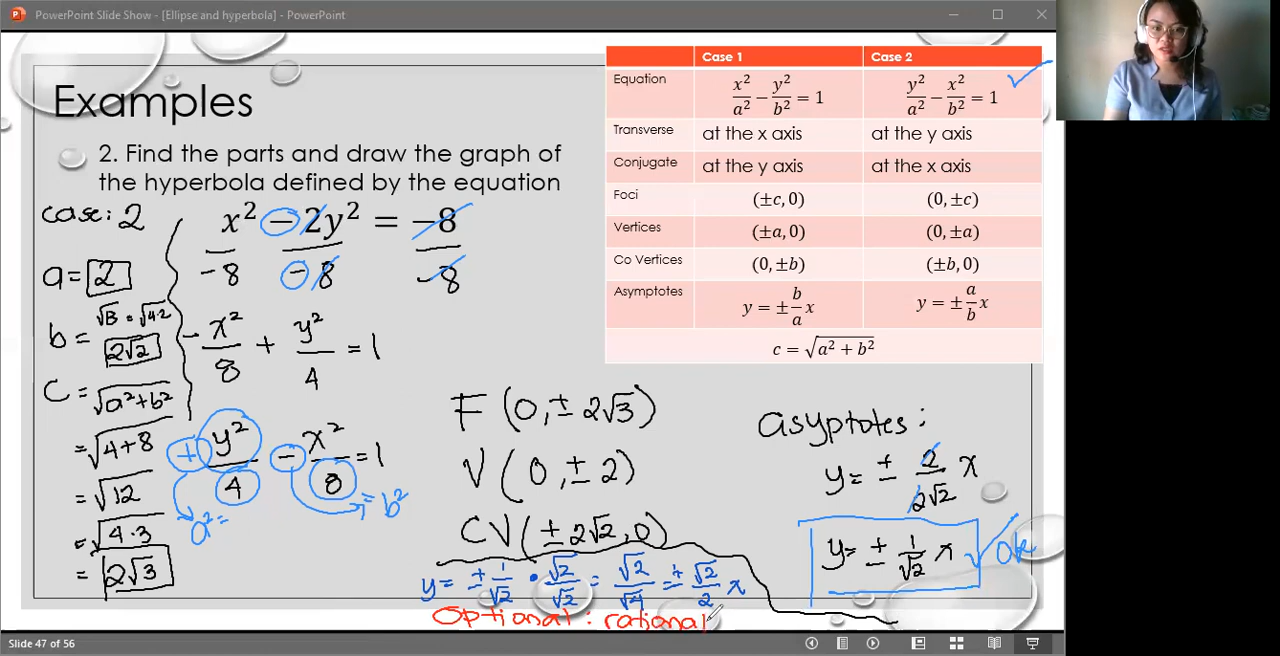 PowerPoint Slide Show - [Ellipse and hyperbola] - PowerPoint
Examples
2. Find the parts and draw the graph of
the hyperbola defined by the equation
x² − 2y² = −8
−8 −8 −8
−x²/8 + y²/4 = 1
+ y²/4 − x²/8 = 1
a² =
= b²
case: 2
a = 2
b = √8 = √4·2
2√2
c = √a²+b²
= √4+8
= √12
= √4·3
= 2√3
Case 1 Case 2
Equation x²/a² − y²/b² = 1 y²/a² − x²/b² = 1
Transverse at the x axis at the y axis
Conjugate at the y axis at the x axis
Foci (±c, 0) (0, ±c)
Vertices (±a, 0) (0, ±a)
Co Vertices (0, ±b) (±b, 0)
Asymptotes y = ±b/a x y = ±a/b x
c = √a² + b²
F (0, ± 2√3)
V (0, ± 2)
CV (± 2√2, 0)
y = ± 1/√2 • √2/√2 = √2/√4 = ± √2/2 x
Optional: rational
asyptotes:
y = ± 2/2√2 x
y = ± 1/√2 x
ok
Slide 47 of 56